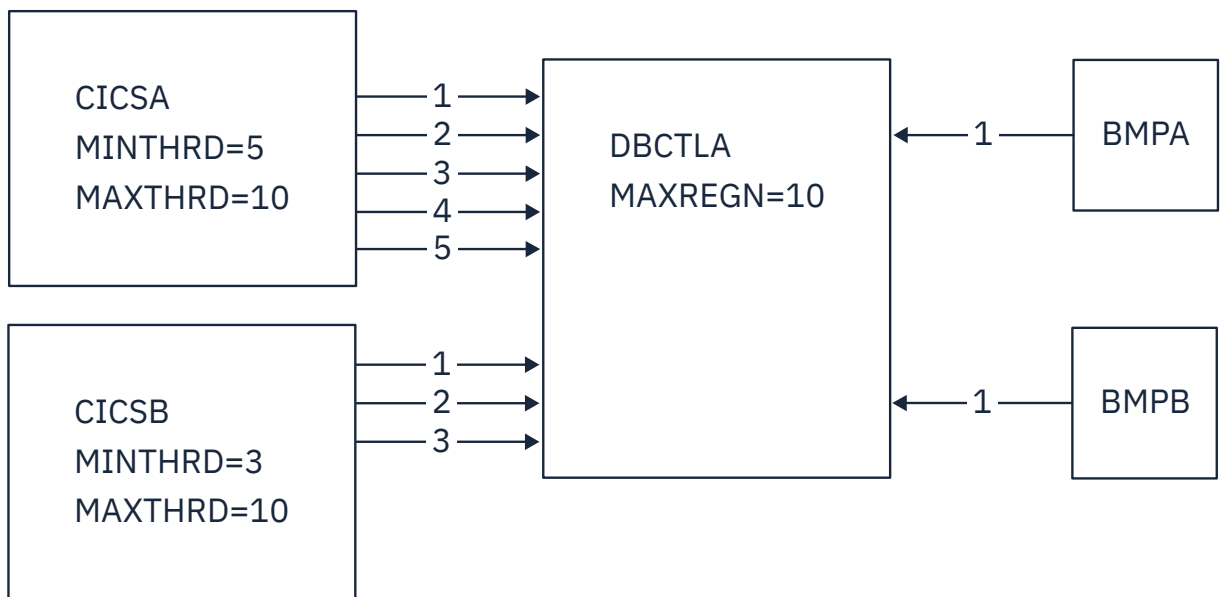 CICSA
MINTHRD=5
MAXTHRD=10
1
2
3
4
5
CICSB
MINTHRD=3
MAXTHRD=10
1
2
3
DBCTLA
MAXREGN=10
1
BMPA
1
BMPB